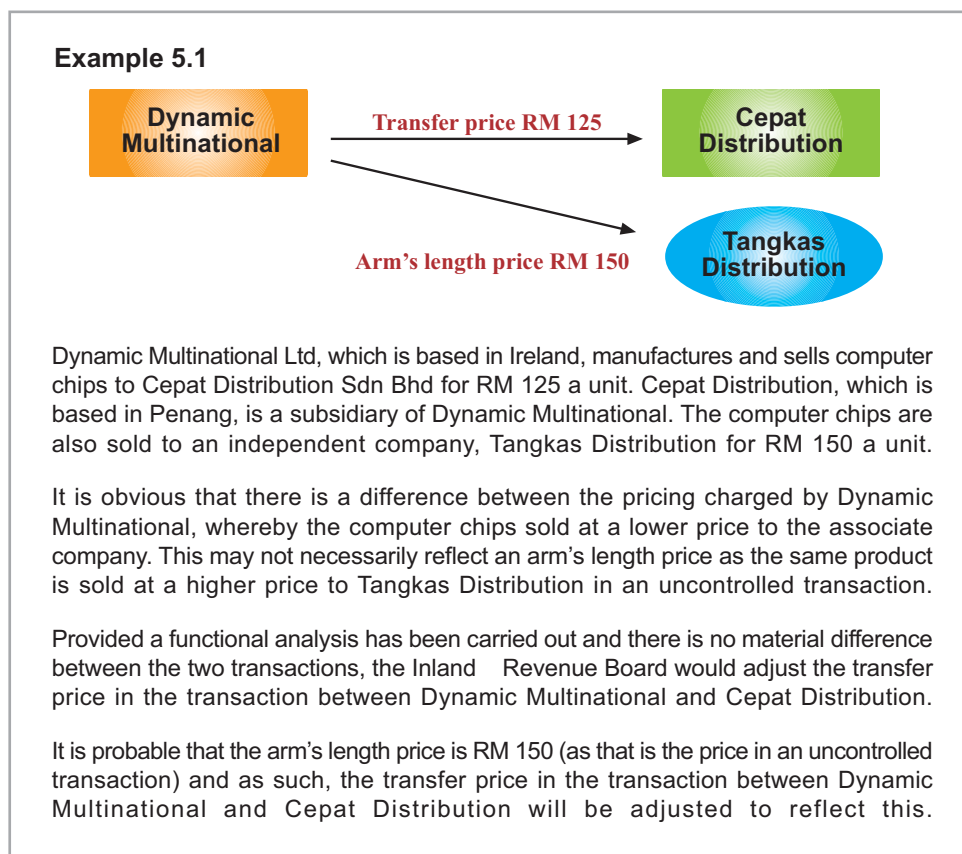 Example 5.1
Dynamic
Multinational
Transfer price RM 125
Cepat
Distribution
Arm's length price RM 150
Tangkas
Distribution
Dynamic Multinational Ltd, which is based in Ireland, manufactures and sells computer
chips to Cepat Distribution Sdn Bhd for RM 125 a unit. Cepat Distribution, which is
based in Penang, is a subsidiary of Dynamic Multinational. The computer chips are
also sold to an independent company, Tangkas Distribution for RM 150 a unit.
It is obvious that there is a difference between the pricing charged by Dynamic
Multinational, whereby the computer chips sold at a lower price to the associate
company. This may not necessarily reflect an arm's length price as the same product
is sold at a higher price to Tangkas Distribution in an uncontrolled transaction.
Provided a functional analysis has been carried out and there is no material difference
between the two transactions, the Inland Revenue Board would adjust the transfer
price in the transaction between Dynamic Multinational and Cepat Distribution.
It is probable that the arm's length price is RM 150 (as that is the price in an uncontrolled
transaction) and as such, the transfer price in the transaction between Dynamic
Multinational and Cepat Distribution will be adjusted to reflect this.